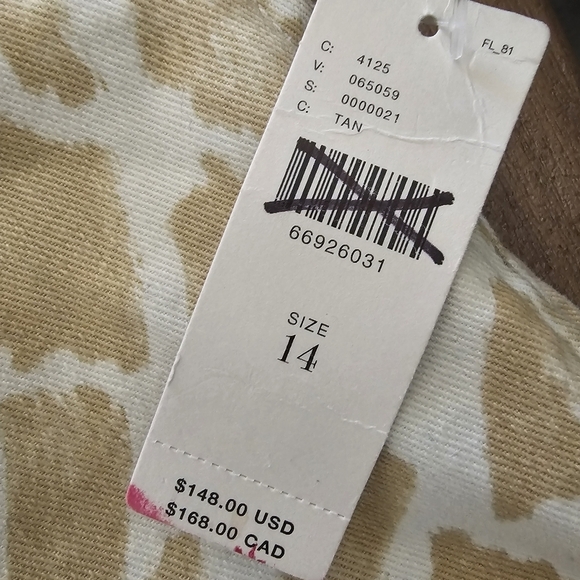 FL_81
C: 4125
V: 065059
S: 0000021
C: TAN
66926031
SIZE
14
$148.00 USD
$168.00 CAD